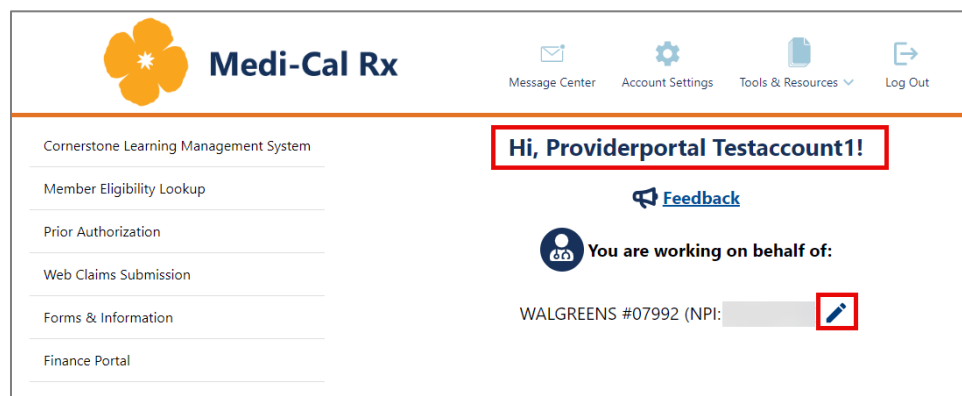 Medi-Cal Rx
Message Center
Account Settings
Tools & Resources
Log Out
Cornerstone Learning Management System
Member Eligibility Lookup
Prior Authorization
Web Claims Submission
Forms & Information
Finance Portal
Hi, Providerportal Testaccount1!
Feedback
You are working on behalf of:
WALGREENS #07992 (NPI: